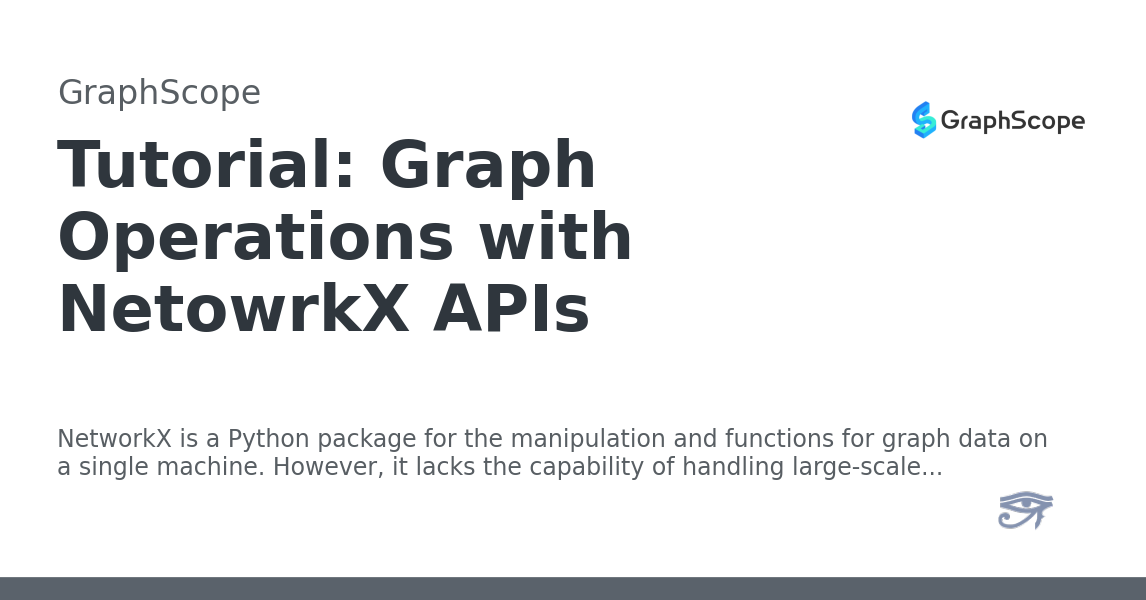 GraphScope
GraphScope
Tutorial: Graph
Operations with
NetowrkX APIs
NetworkX is a Python package for the manipulation and functions for graph data on
a single machine. However, it lacks the capability of handling large-scale...